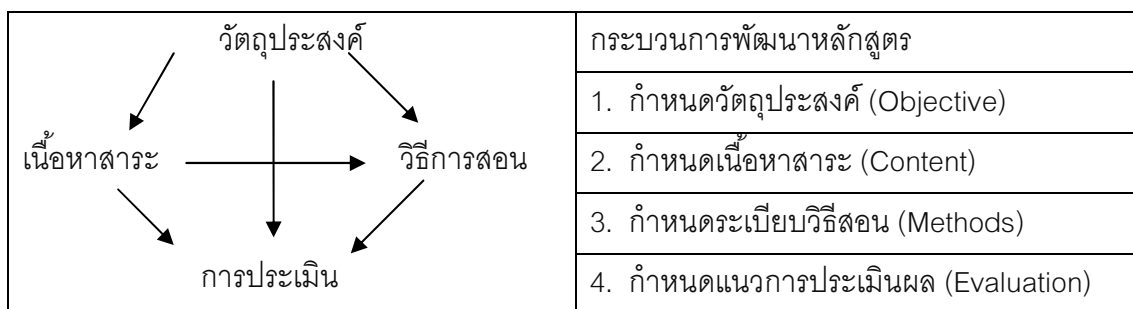 วัตถุประสงค์
เนื้อหาสาระ
วิธีการสอน
การประเมิน
กระบวนการพัฒนาหลักสูตร
1. กำหนดวัตถุประสงค์ (Objective)
2. กำหนดเนื้อหาสาระ (Content)
3. กำหนดระเบียบวิธีสอน (Methods)
4. กำหนดแนวการประเมินผล (Evaluation)